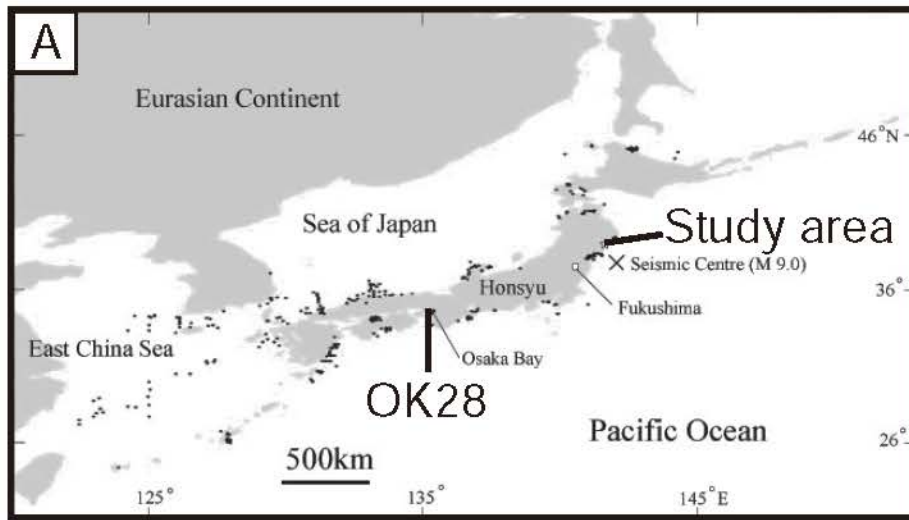 A
Eurasian Continent
46°N
Sea of Japan
Study area
Seismic Centre (M 9.0)
Honsyu
36°
Fukushima
East China Sea
Osaka Bay
OK28
Pacific Ocean
26°
500km
125°
135°
145°E